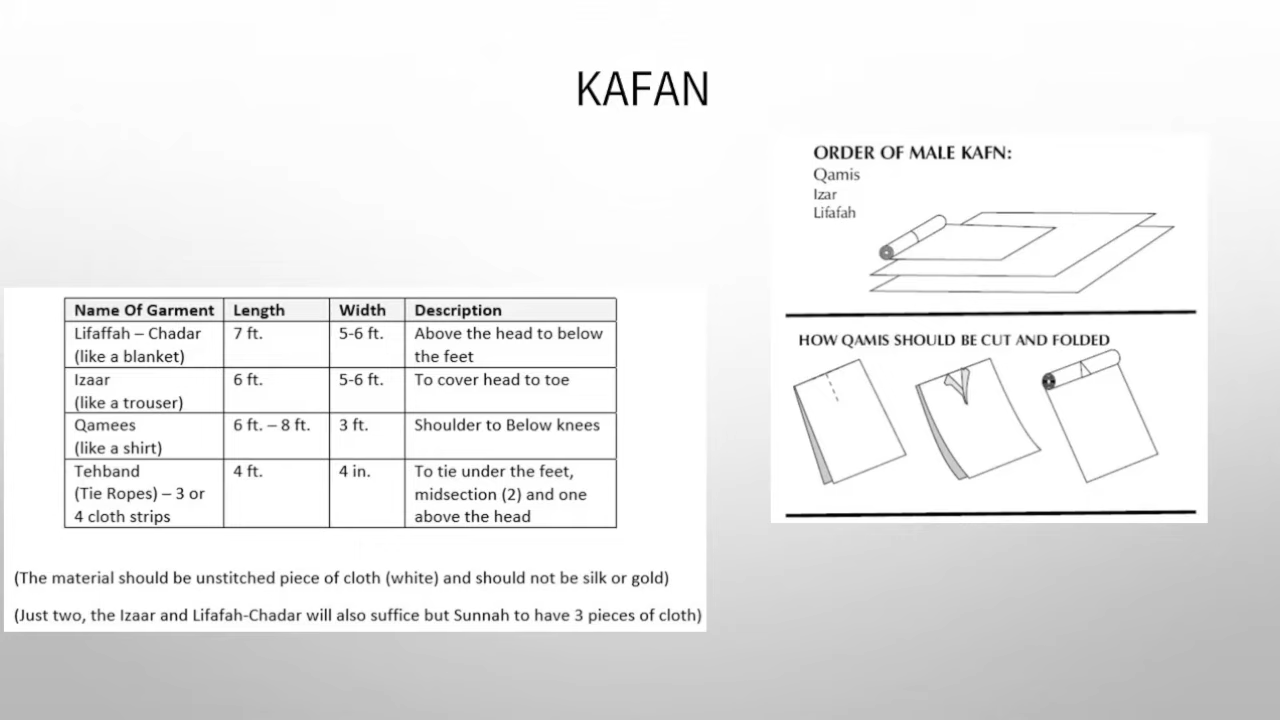 KAFAN
ORDER OF MALE KAFN:
Qamis
Izar
Lifafah
HOW QAMIS SHOULD BE CUT AND FOLDED
Name Of Garment Length Width Description
Lifaffah – Chadar 7 ft. 5-6 ft. Above the head to below
(like a blanket) the feet
Izaar 6 ft. 5-6 ft. To cover head to toe
(like a trouser)
Qamees 6 ft. – 8 ft. 3 ft. Shoulder to Below knees
(like a shirt)
Tehband 4 ft. 4 in. To tie under the feet,
(Tie Ropes) – 3 or midsection (2) and one
4 cloth strips above the head
(The material should be unstitched piece of cloth (white) and should not be silk or gold)
(Just two, the Izaar and Lifafah-Chadar will also suffice but Sunnah to have 3 pieces of cloth)